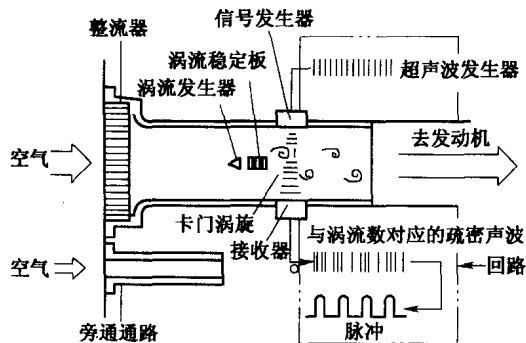 信号发生器
整流器
涡流稳定板
涡流发生器
超声波发生器
空气
去发动机
卡门涡旋
接收器
与涡流数对应的疏密声波
空气
回路
脉冲
旁通通路